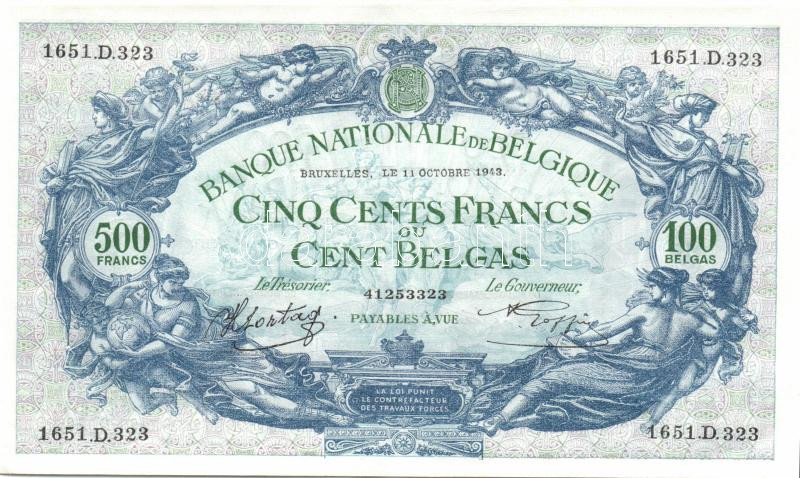 1651.D.323
1651.D.323
BANQUE NATIONALE DE BELGIQUE
BRUXELLES, LE 11 OCTOBRE 1943.
CINQ CENTS FRANCS
OU
CENT BELGAS
500
FRANCS
100
BELGAS
Le Trésorier,
Le Gouverneur,
41253323
PAYABLES À VUE
LA LOI PUNIT
LE CONTREFACTEUR
DES TRAVAUX FORCÉS
1651.D.323
1651.D.323